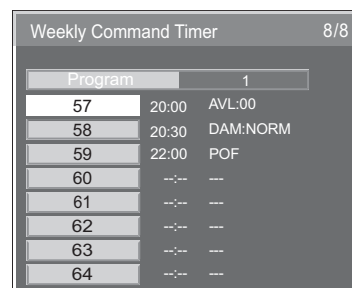 Weekly Command Timer 8/8
Program 1
57 20:00 AVL:00
58 20:30 DAM:NORM
59 22:00 POF
60 --:-- ---
61 --:-- ---
62 --:-- ---
63 --:-- ---
64 --:-- ---